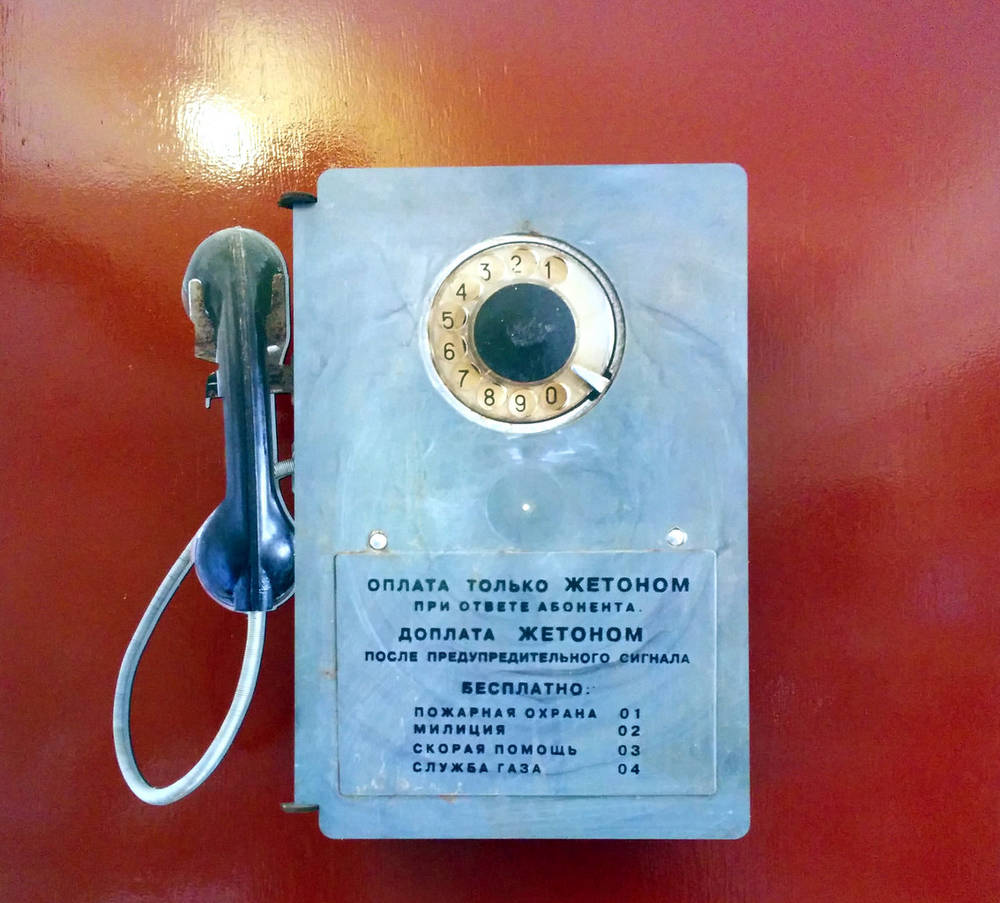 1
2
3
4
5
6
7
8
9
0
ОПЛАТА ТОЛЬКО ЖЕТОНОМ
ПРИ ОТВЕТЕ АБОНЕНТА.
ДОПЛАТА ЖЕТОНОМ
ПОСЛЕ ПРЕДУПРЕДИТЕЛЬНОГО СИГНАЛА
БЕСПЛАТНО:
ПОЖАРНАЯ ОХРАНА 01
МИЛИЦИЯ 02
СКОРАЯ ПОМОЩЬ 03
СЛУЖБА ГАЗА 04